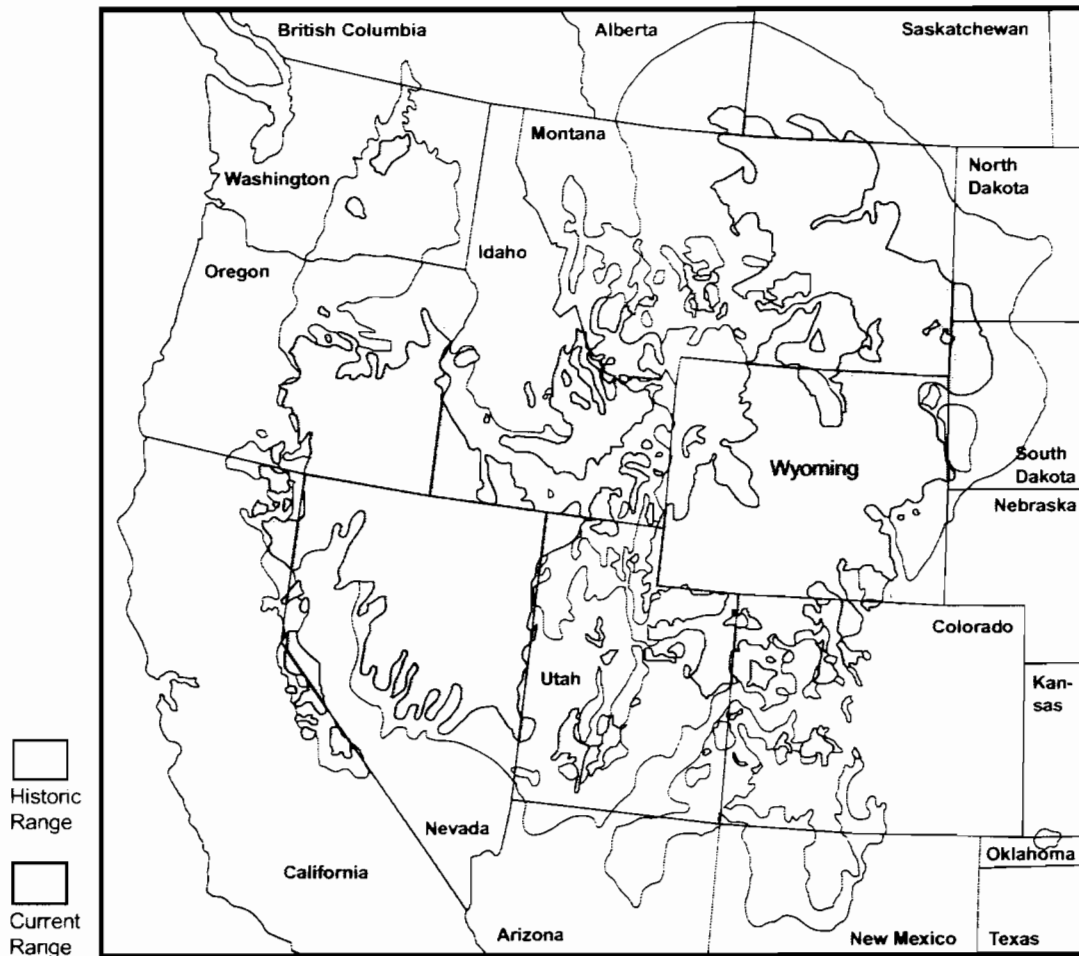 British Columbia
Alberta
Saskatchewan
Montana
North
Dakota
Washington
Idaho
Oregon
Wyoming
South
Dakota
Nebraska
Colorado
Utah
Kan-
sas
Historic
Range
Nevada
Oklahoma
California
Current
Range
Arizona
New Mexico
Texas